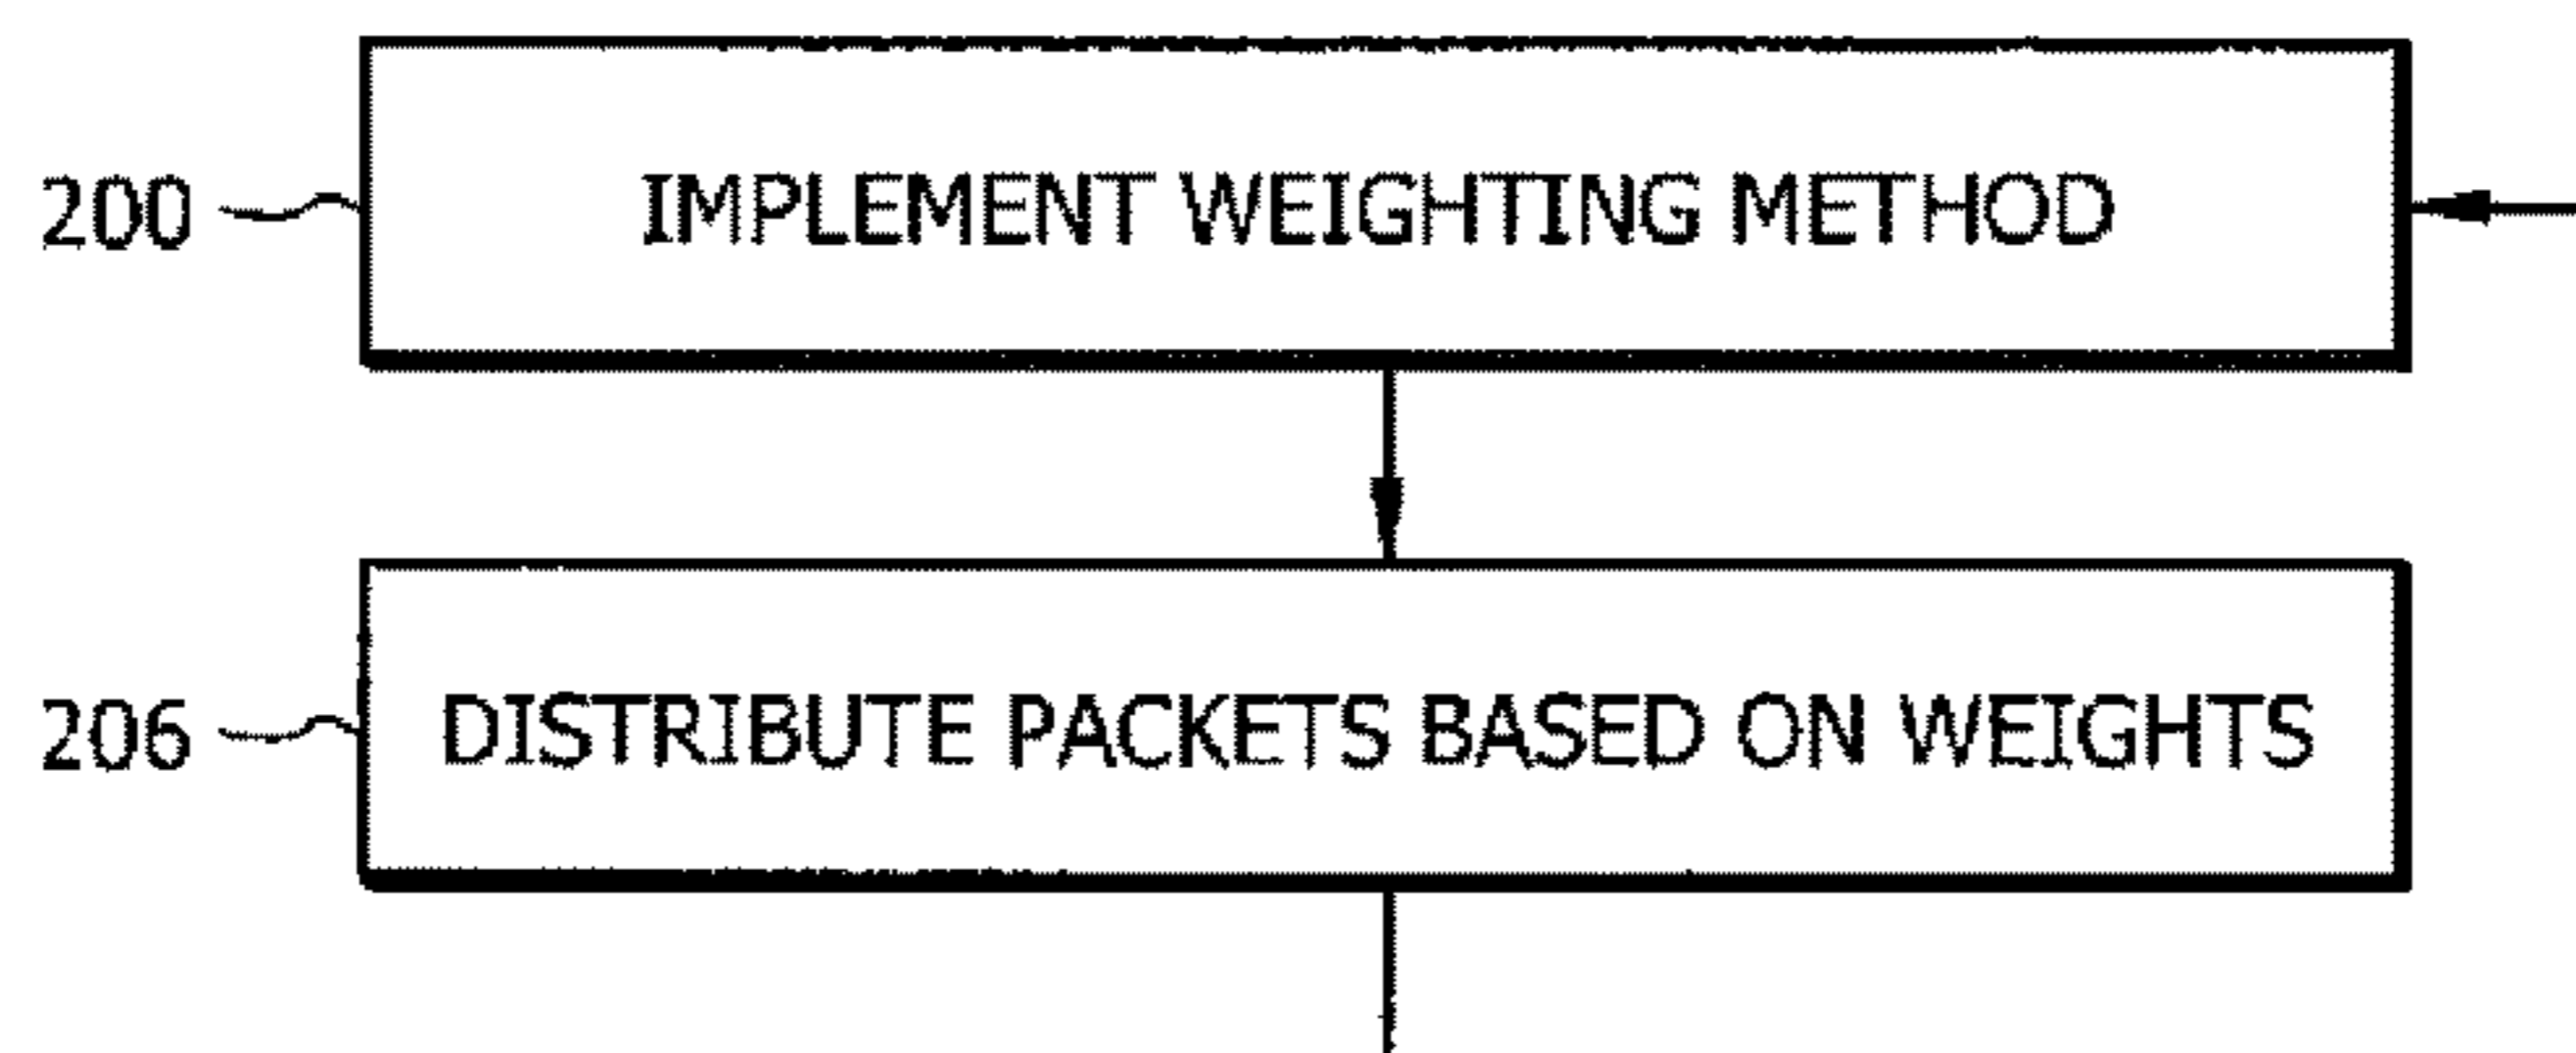 200 IMPLEMENT WEIGHTING METHOD
206 DISTRIBUTE PACKETS BASED ON WEIGHTS